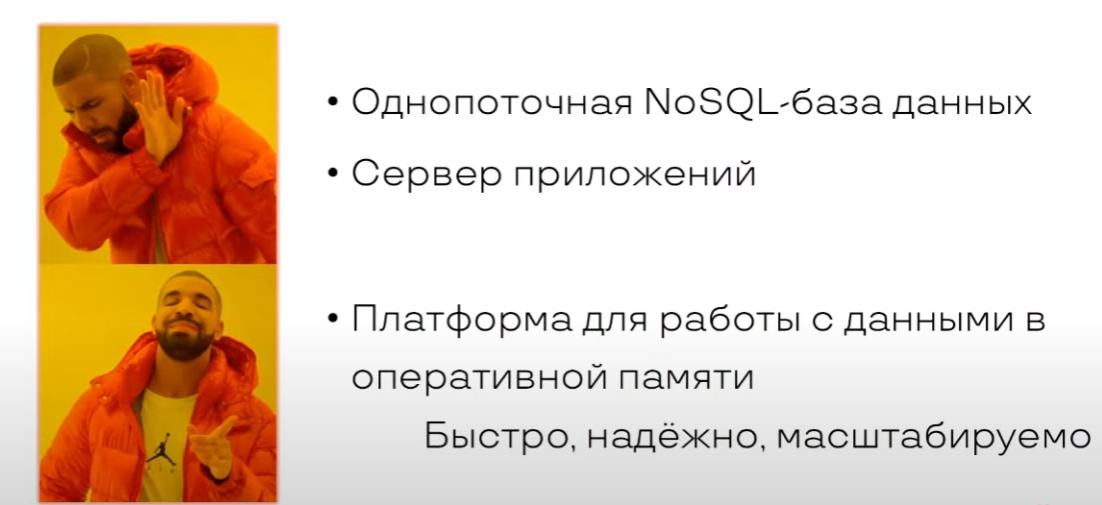 • Однопоточная NoSQL-база данных
• Сервер приложений
• Платформа для работы с данными в
оперативной памяти
Быстро, надёжно, масштабируемо